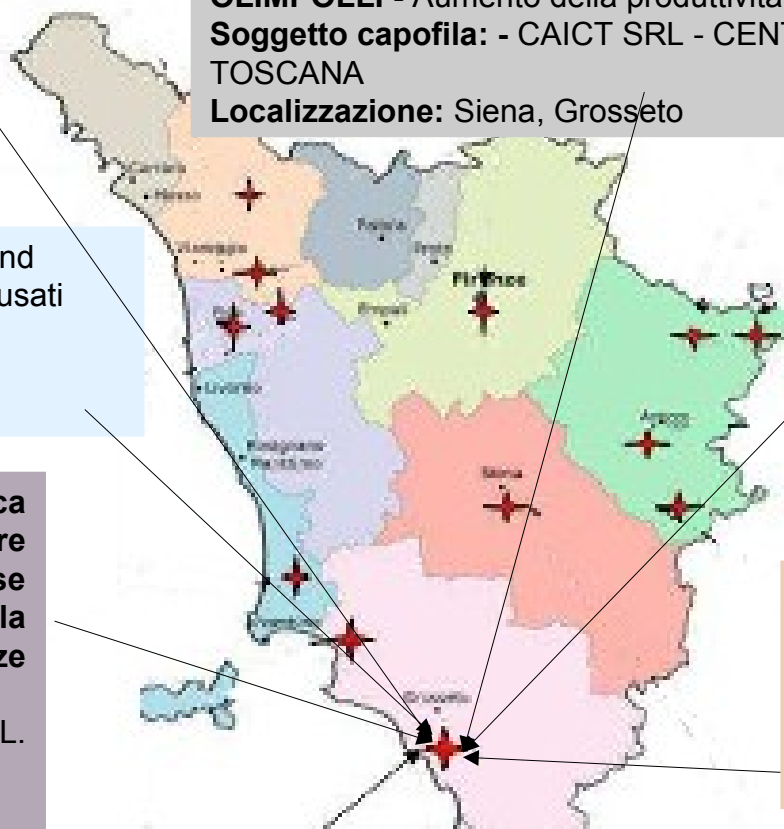 OLIMPOLLI - Aumento della produttività
Soggetto capofila: - CAICT SRL - CENT
TOSCANA
Localizzazione: Siena, Grosseto
Carrara
Massa
Viareggio
Pistoia
Prato
Firenze
Empoli
nd
usati
Livorno
Rosignano
Arezzo
Siena
ca
re
se
la
ze
L.
Grosseto